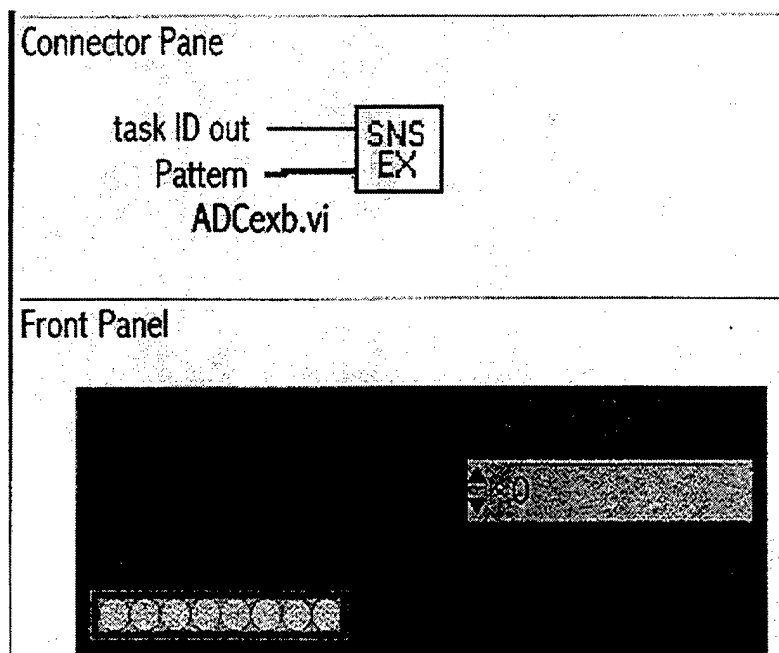 Connector Pane
task ID out
SNS
Pattern
EX
ADCexb.vi
Front Panel